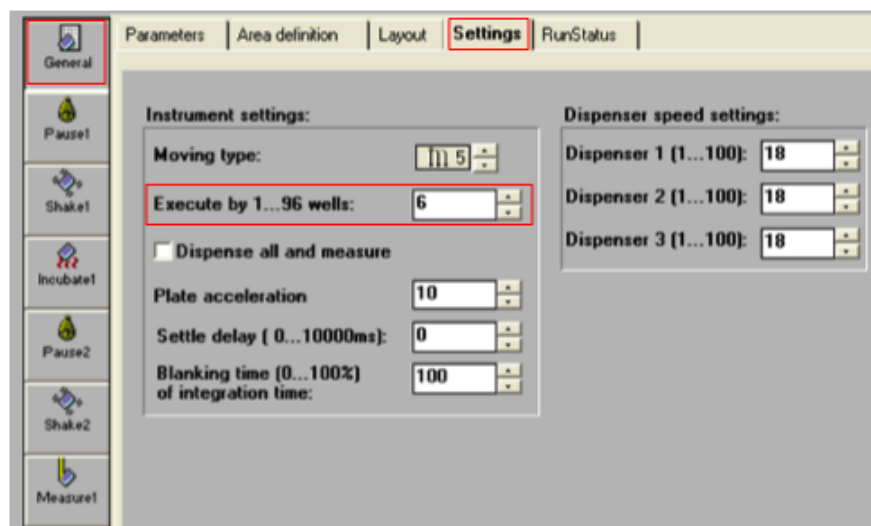 Parameters Area definition Layout Settings RunStatus
General
Pause1
Shake1
Incubate1
Pause2
Shake2
Measure1
Instrument settings:
Moving type: 5
Execute by 1...96 wells: 6
Dispense all and measure
Plate acceleration 10
Settle delay ( 0...10000ms): 0
Blanking time (0...100%)
of integration time: 100
Dispenser speed settings:
Dispenser 1 (1...100): 18
Dispenser 2 (1...100): 18
Dispenser 3 (1...100): 18